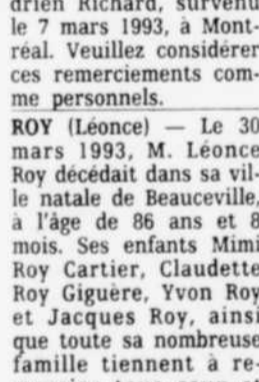 drien Richard, survenu
le 7 mars 1993, à Mont-
réal. Veuillez considérer
ces remerciements com-
me personnels.
ROY (Léonce) — Le 30
mars 1993, M. Léonce
Roy décédait dans sa vil-
le natale de Beauceville,
à l'âge de 86 ans et 8
mois. Ses enfants Mimi
Roy Cartier, Claudette
Roy Giguère, Yvon Roy
et Jacques Roy, ainsi
que toute sa nombreuse
famille tiennent à re-